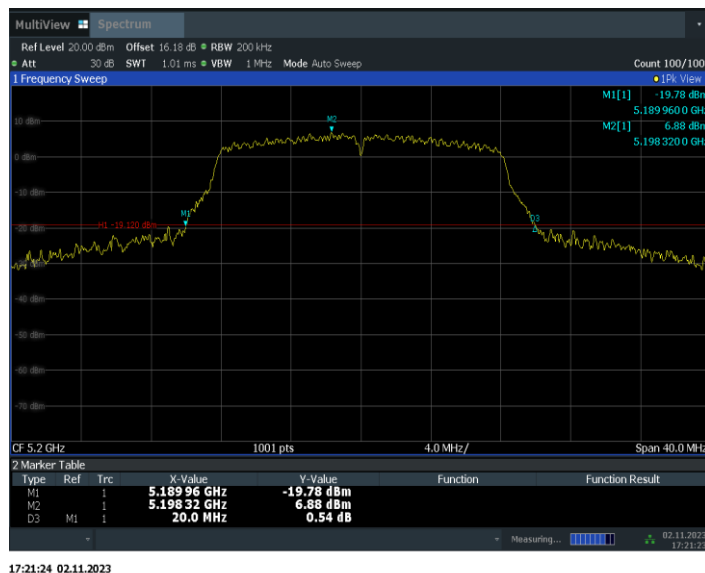 MultiView Spectrum
Ref Level 20.00 dBm Offset 16.18 dB RBW 200 kHz
Att 30 dB SWT 1.01 ms VBW 1 MHz Mode Auto Sweep Count 100/100
1 Frequency Sweep 1Pk View
M1[1] -19.78 dBm
5.189 960 0 GHz
M2[1] 6.88 dBm
5.198 320 0 GHz
M2
10 dBm
0 dBm
-10 dBm
M1
D3
-20 dBm H1 -19.120 dBm
-40 dBm
-50 dBm
-60 dBm
-70 dBm
CF 5.2 GHz 1001 pts 4.0 MHz/ Span 40.0 MHz
2 Marker Table
Type Ref Trc X-Value Y-Value Function Function Result
M1 1 5.189 96 GHz -19.78 dBm
M2 1 5.198 32 GHz 6.88 dBm
D3 M1 1 20.0 MHz 0.54 dB
Measuring... 02.11.2023
17:21:23
17:21:24 02.11.2023